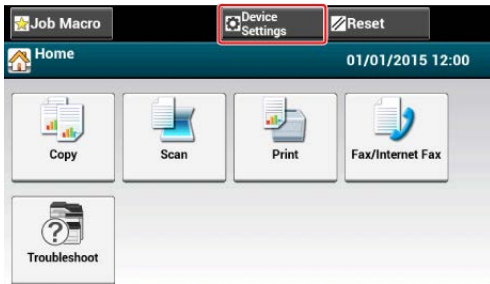 Job Macro
Device
Settings
Reset
Home
01/01/2015 12:00
Copy
Scan
Print
Fax/Internet Fax
Troubleshoot